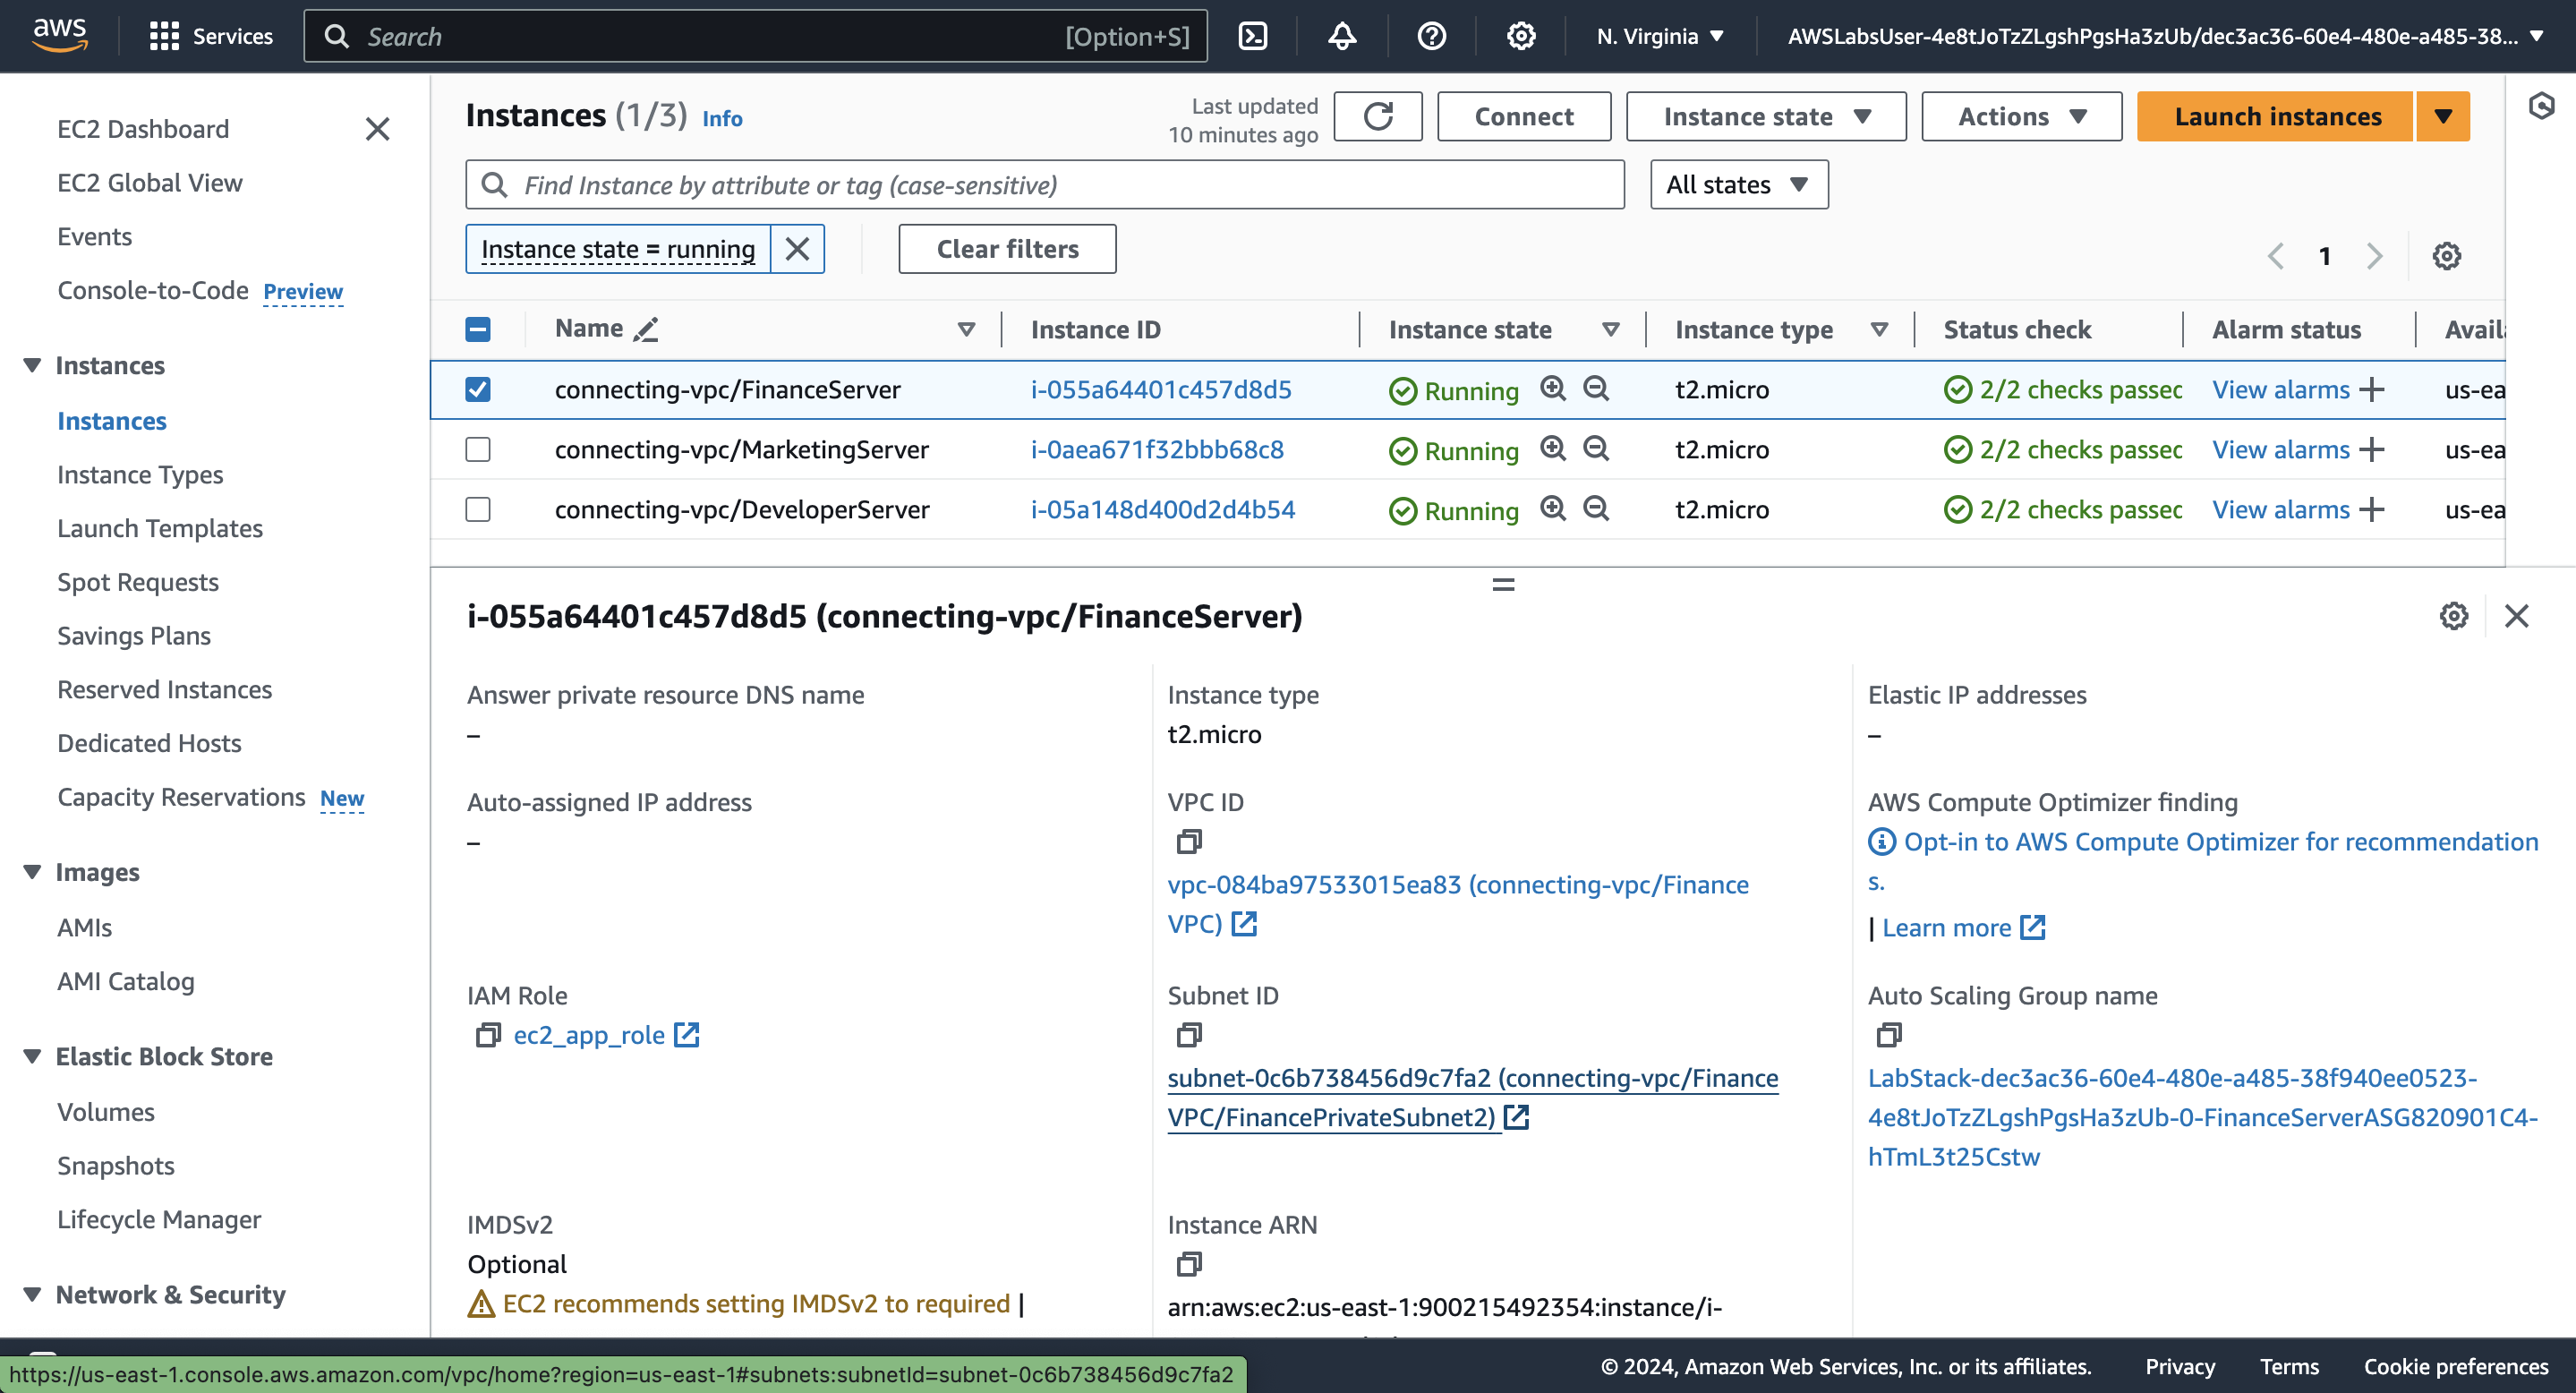 aws
Services
Search
[Option+S]
N. Virginia
AWSLabsUser-4e8tJoTzZLgshPgsHa3zUb/dec3ac36-60e4-480e-a485-38...
EC2 Dashboard
EC2 Global View
Events
Console-to-Code Preview
Instances
Instances
Instance Types
Launch Templates
Spot Requests
Savings Plans
Reserved Instances
Dedicated Hosts
Capacity Reservations New
Images
AMIs
AMI Catalog
Elastic Block Store
Volumes
Snapshots
Lifecycle Manager
Network & Security
Instances (1/3) Info
Last updated
10 minutes ago
Connect
Instance state
Actions
Launch instances
Find Instance by attribute or tag (case-sensitive)
All states
Instance state = running
Clear filters
1
Name Instance ID Instance state Instance type Status check Alarm status Avail
connecting-vpc/FinanceServer i-055a64401c457d8d5 Running t2.micro 2/2 checks passed View alarms us-ea
connecting-vpc/MarketingServer i-0aea671f32bbb68c8 Running t2.micro 2/2 checks passed View alarms us-ea
connecting-vpc/DeveloperServer i-05a148d400d2d4b54 Running t2.micro 2/2 checks passed View alarms us-ea
i-055a64401c457d8d5 (connecting-vpc/FinanceServer)
Answer private resource DNS name
–
Instance type
t2.micro
Elastic IP addresses
–
Auto-assigned IP address
–
VPC ID
vpc-084ba97533015ea83 (connecting-vpc/Finance
VPC)
AWS Compute Optimizer finding
Opt-in to AWS Compute Optimizer for recommendation
s.
| Learn more
IAM Role
ec2_app_role
Subnet ID
subnet-0c6b738456d9c7fa2 (connecting-vpc/Finance
VPC/FinancePrivateSubnet2)
Auto Scaling Group name
LabStack-dec3ac36-60e4-480e-a485-38f940ee0523-
4e8tJoTzZLgshPgsHa3zUb-0-FinanceServerASG820901C4-
hTmL3t25Cstw
IMDSv2
Optional
EC2 recommends setting IMDSv2 to required |
Instance ARN
arn:aws:ec2:us-east-1:900215492354:instance/i-
https://us-east-1.console.aws.amazon.com/vpc/home?region=us-east-1#subnets:subnetId=subnet-0c6b738456d9c7fa2
© 2024, Amazon Web Services, Inc. or its affiliates.
Privacy
Terms
Cookie preferences